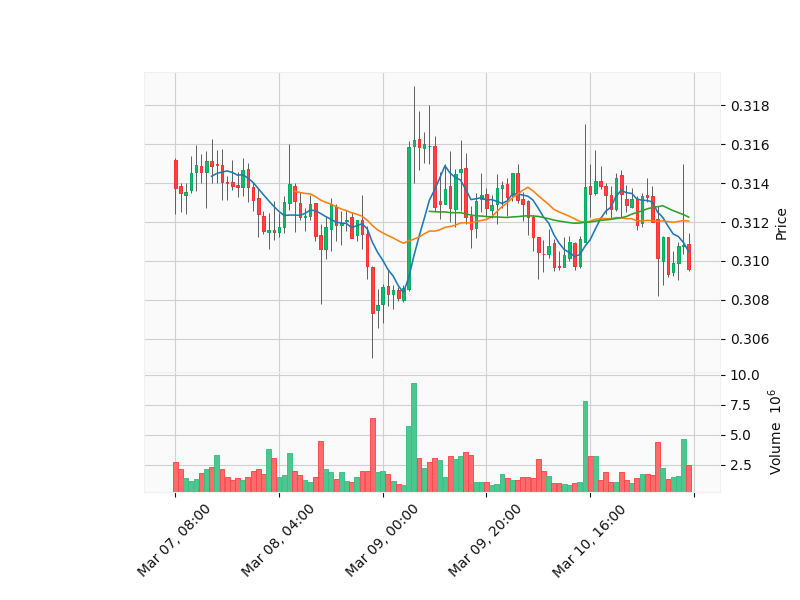 0.318
0.316
0.314
0.312
0.310
0.308
0.306
Price
10.0
7.5
5.0
2.5
Volume 10⁶
Mar 07, 08:00
Mar 08, 04:00
Mar 09, 00:00
Mar 09, 20:00
Mar 10, 16:00